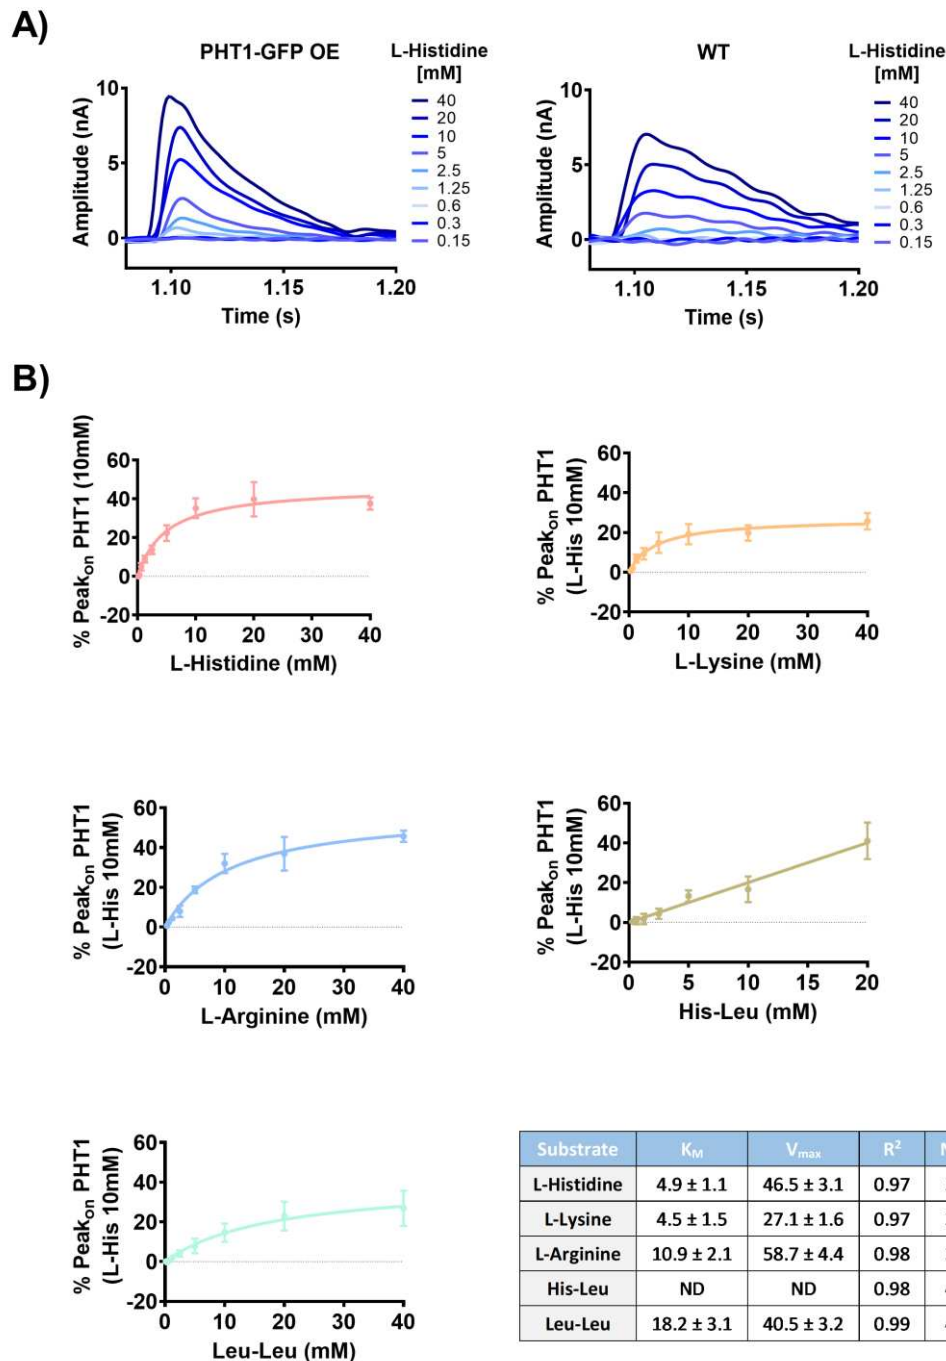 A)
PHT1-GFP OE
L-Histidine
[mM]
40
20
10
5
2.5
1.25
0.6
0.3
0.15
Amplitude (nA)
10
5
0
1.10 1.15 1.20
Time (s)
WT
L-Histidine
[mM]
40
20
10
5
2.5
1.25
0.6
0.3
0.15
Amplitude (nA)
10
5
0
1.10 1.15 1.20
Time (s)
B)
% Peakon PHT1 (10mM)
60
40
20
0
-20
0 10 20 30 40
L-Histidine (mM)
% Peakon PHT1
(L-His 10mM)
60
40
20
0
-20
0 10 20 30 40
L-Lysine (mM)
% Peakon PHT1
(L-His 10mM)
60
40
20
0
-20
0 10 20 30 40
L-Arginine (mM)
% Peakon PHT1
(L-His 10mM)
60
40
20
0
-20
0 5 10 15 20
His-Leu (mM)
% Peakon PHT1
(L-His 10mM)
60
40
20
0
-20
0 10 20 30 40
Leu-Leu (mM)
Substrate KM Vmax R2
L-Histidine 4.9 ± 1.1 46.5 ± 3.1 0.97
L-Lysine 4.5 ± 1.5 27.1 ± 1.6 0.97
L-Arginine 10.9 ± 2.1 58.7 ± 4.4 0.98
His-Leu ND ND 0.98
Leu-Leu 18.2 ± 3.1 40.5 ± 3.2 0.99